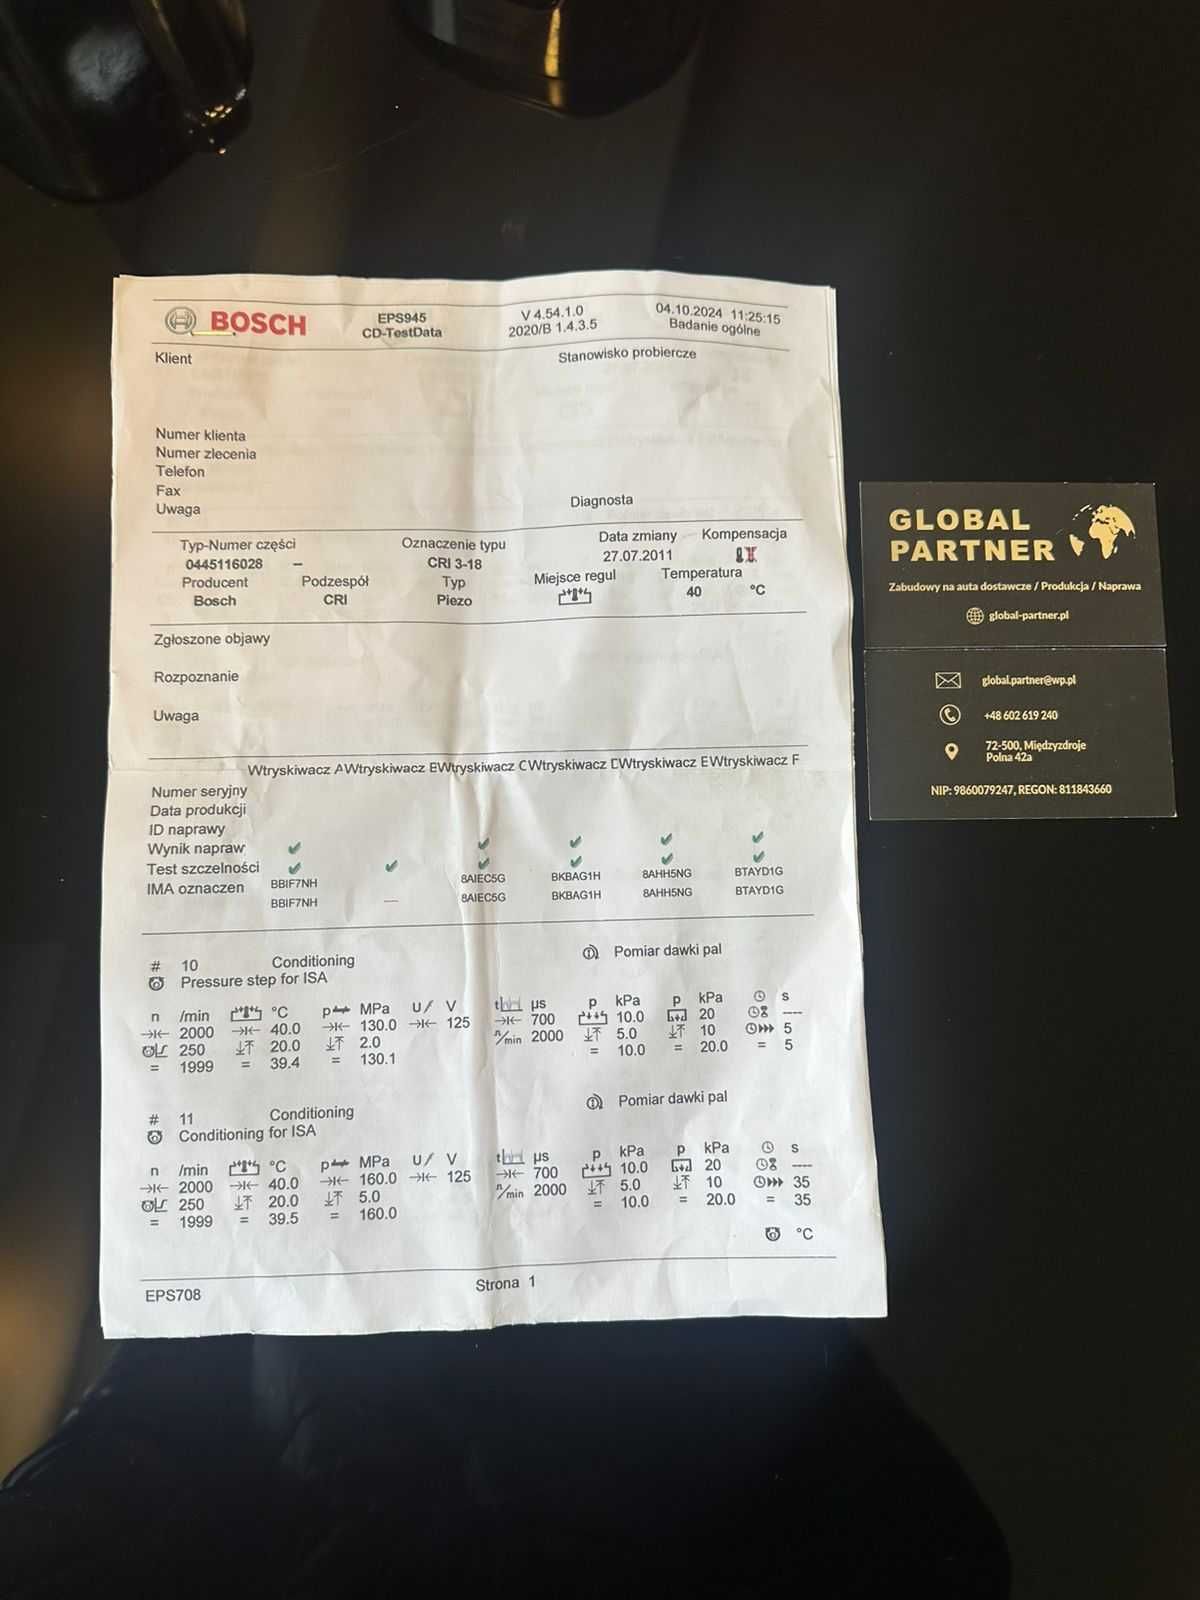 BOSCH
EPS945
CD-TestData
V 4.54.1.0
2020/B 1.4.3.5
04.10.2024 11:25:15
Badanie ogólne
Klient
Stanowisko probiercze
Numer klienta
Numer zlecenia
Telefon
Fax
Uwaga
Diagnosta
Typ-Numer części
Oznaczenie typu
Data zmiany
Kompensacja
0445116028 –
CRI 3-18
27.07.2011
Producent
Podzespół
Typ
Miejsce regul
Temperatura
Bosch
CRI
Piezo
40 °C
Zgłoszone objawy
Rozpoznanie
Uwaga
Wtryskiwacz A Wtryskiwacz B Wtryskiwacz C Wtryskiwacz D Wtryskiwacz E Wtryskiwacz F
Numer seryjny
Data produkcji
ID naprawy
Wynik napraw ✔ ✔ ✔ ✔ ✔
Test szczelności ✔ ✔ ✔ ✔ ✔ ✔
IMA oznaczen BBIF7NH 8AIEC5G BKBAG1H 8AHH5NG BTAYD1G
BBIF7NH --- 8AIEC5G BKBAG1H 8AHH5NG BTAYD1G
# 10 Conditioning
Pomiar dawki pal
Pressure step for ISA
n /min °C p MPa U V t µs p kPa p kPa s
2000 40.0 130.0 125 700 10.0 20 ----
250 20.0 2.0 n/min 2000 5.0 10 5
= 1999 = 39.4 = 130.1 = 10.0 = 20.0 = 5
# 11 Conditioning
Pomiar dawki pal
Conditioning for ISA
n /min °C p MPa U V t µs p kPa p kPa s
2000 40.0 160.0 125 700 10.0 20 ----
250 20.0 5.0 n/min 2000 5.0 10 35
= 1999 = 39.5 = 160.0 = 10.0 = 20.0 = 35
°C
EPS708
Strona 1
GLOBAL
PARTNER
Zabudowy na auta dostawcze / Produkcja / Naprawa
global-partner.pl
global.partner@wp.pl
+48 602 619 240
72-500, Międzyzdroje
Polna 42a
NIP: 9860079247, REGON: 811843660